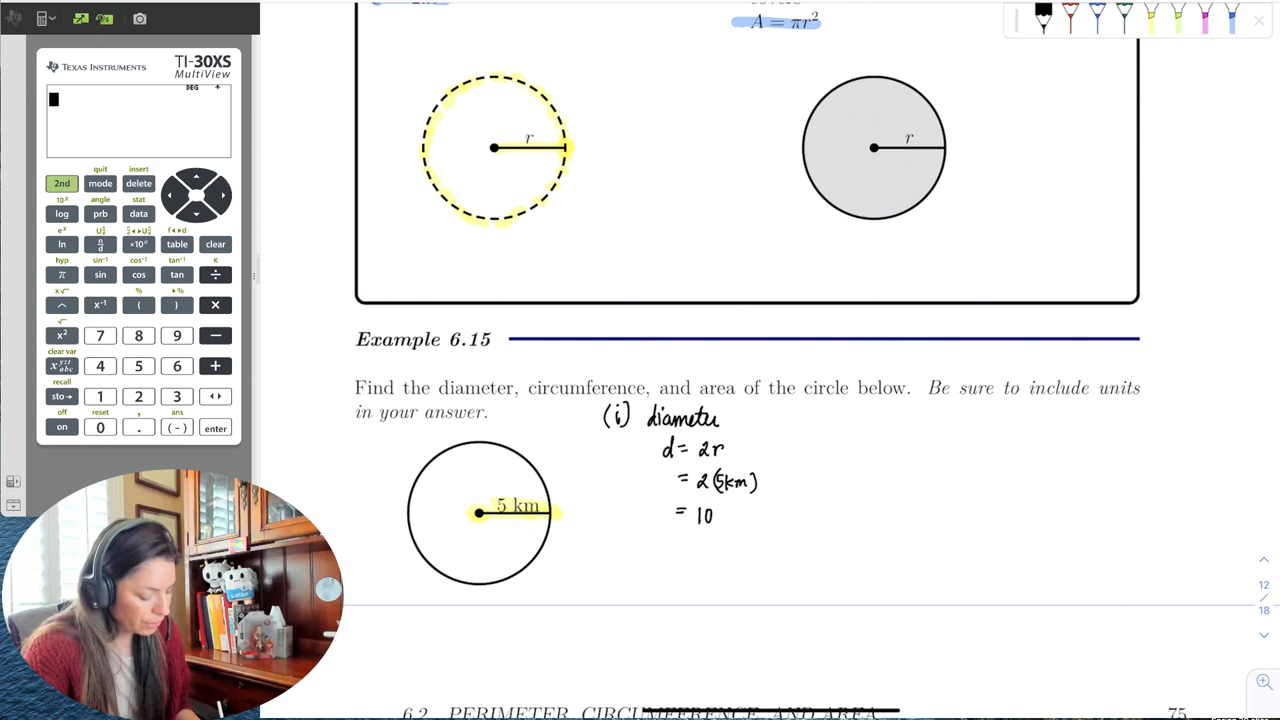 TEXAS INSTRUMENTS
TI-30XS
MultiView
DEG
quit insert
2nd mode delete
10ˣ angle stat
log prb data
eˣ
ln n/d ×10ⁿ table clear
f◄►d
hyp sin⁻¹ cos⁻¹ tan⁻¹ K
π sin cos tan ÷
% ►%
^ x⁻¹ ( ) ×
√
x² 7 8 9 −
clear var
x yzt abc 4 5 6 +
recall
sto→ 1 2 3 ◄►
off reset , ans
on 0 . (−) enter
A = πr²
r
r
Example 6.15
Find the diameter, circumference, and area of the circle below. Be sure to include units
in your answer.
(i) diameter
d = 2r
= 2(5km)
= 10
5 km
12
/
18
6.2 PERIMETER, CIRCUMFERENCE, AND AREA 75